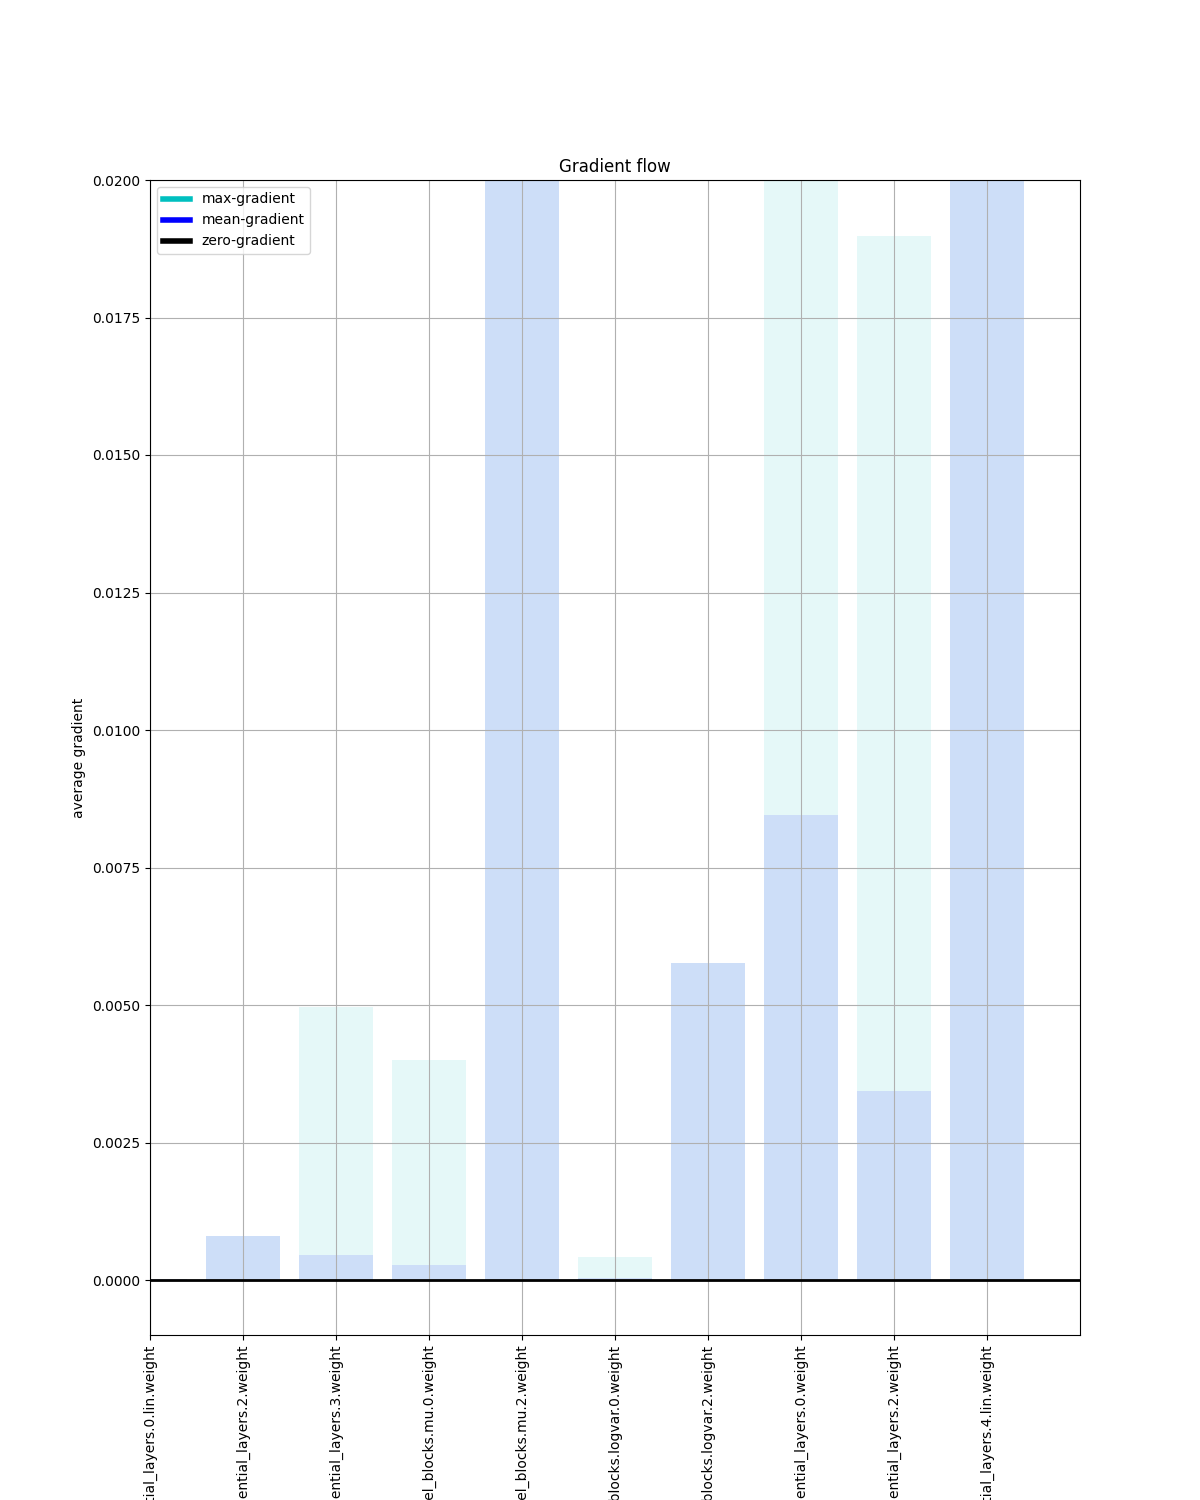 Gradient flow
max-gradient
mean-gradient
zero-gradient
average gradient
0.0200
0.0175
0.0150
0.0125
0.0100
0.0075
0.0050
0.0025
0.0000
tial_layers.0.lin.weight
ential_layers.2.weight
ential_layers.3.weight
el_blocks.mu.0.weight
el_blocks.mu.2.weight
blocks.logvar.0.weight
blocks.logvar.2.weight
ential_layers.0.weight
ential_layers.2.weight
tial_layers.4.lin.weight